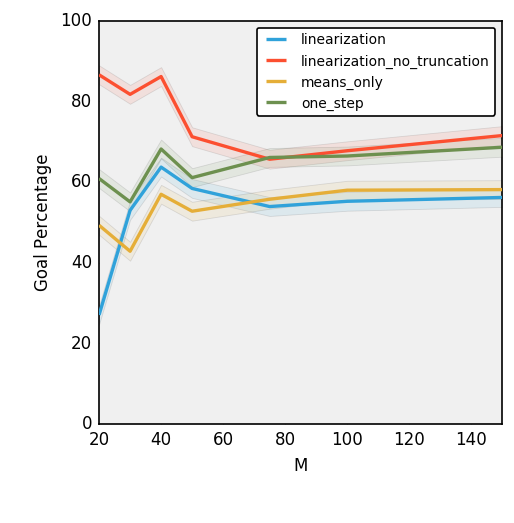 100
80
60
40
20
0
Goal Percentage
linearization
linearization_no_truncation
means_only
one_step
20 40 60 80 100 120 140
M